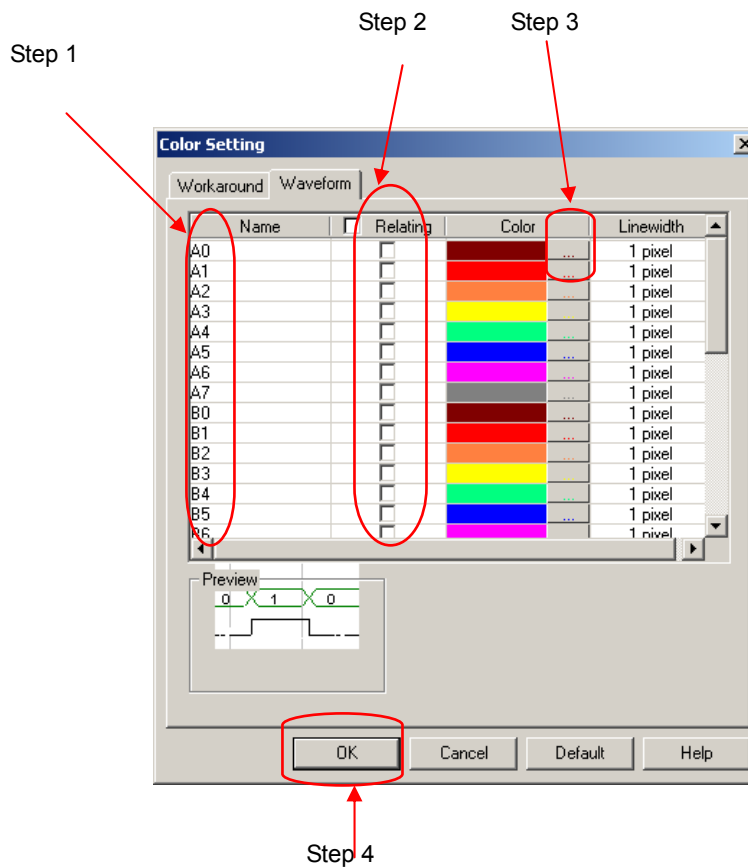 Step 2 Step 3
Step 1
Color Setting
Workaround Waveform
Name Relating Color Linewidth
A0 ... 1 pixel
A1 ... 1 pixel
A2 ... 1 pixel
A3 ... 1 pixel
A4 ... 1 pixel
A5 ... 1 pixel
A6 ... 1 pixel
A7 ... 1 pixel
B0 ... 1 pixel
B1 ... 1 pixel
B2 ... 1 pixel
B3 ... 1 pixel
B4 ... 1 pixel
B5 ... 1 pixel
B6 1 pixel
Preview
0 1 0
OK Cancel Default Help
Step 4